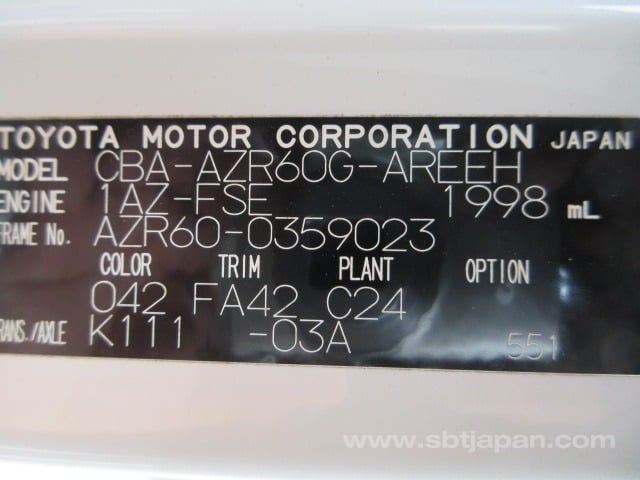 TOYOTA MOTOR CORPORATION JAPAN
MODEL CBA-AZR60G-AREEH
ENGINE 1AZ-FSE 1998 mL
FRAME No. AZR60-0359023
COLOR TRIM PLANT OPTION
042 FA42 C24
TRANS./AXLE K111 -03A 551
www.sbtjapan.com